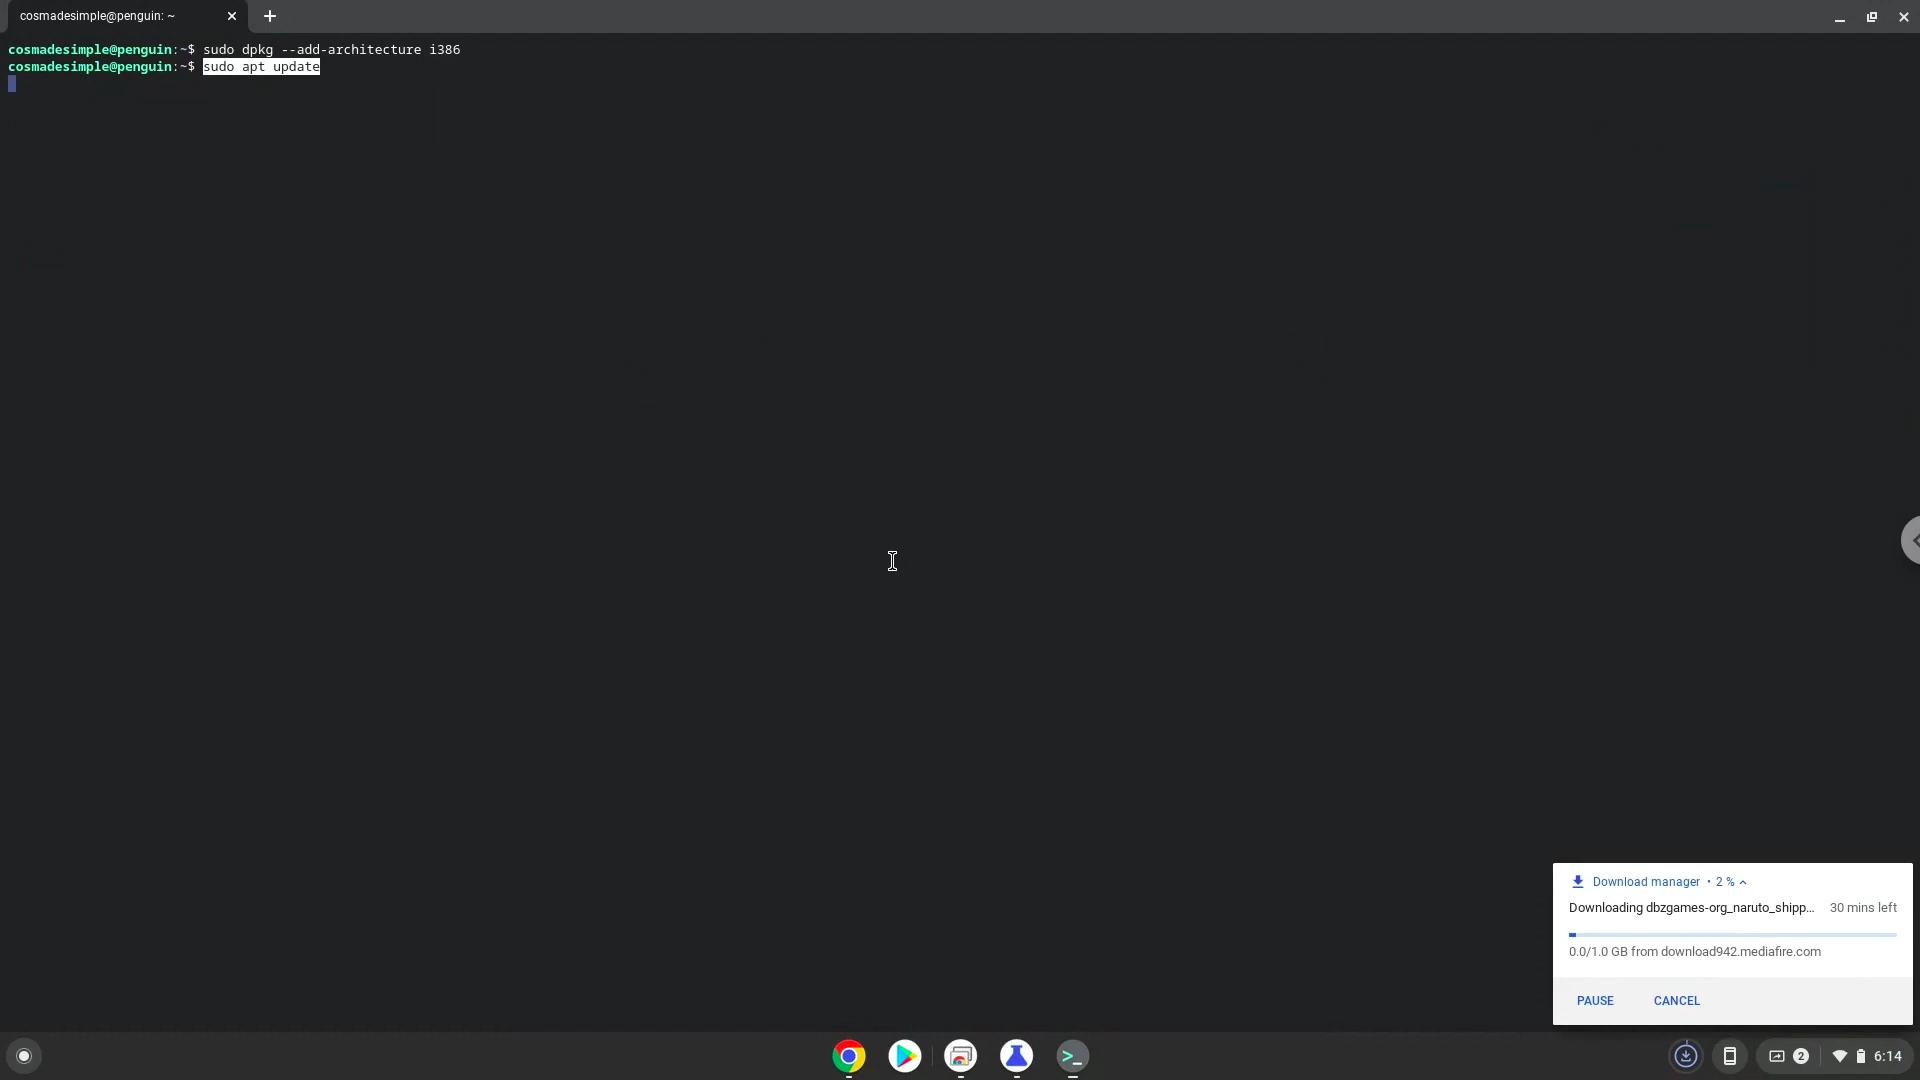 cosmadesimple@penguin: ~
cosmadesimple@penguin:~$ sudo dpkg --add-architecture i386
cosmadesimple@penguin:~$ sudo apt update
Download manager • 2 %
Downloading dbzgames-org_naruto_shipp... 30 mins left
0.0/1.0 GB from download942.mediafire.com
PAUSE CANCEL
2 6:14